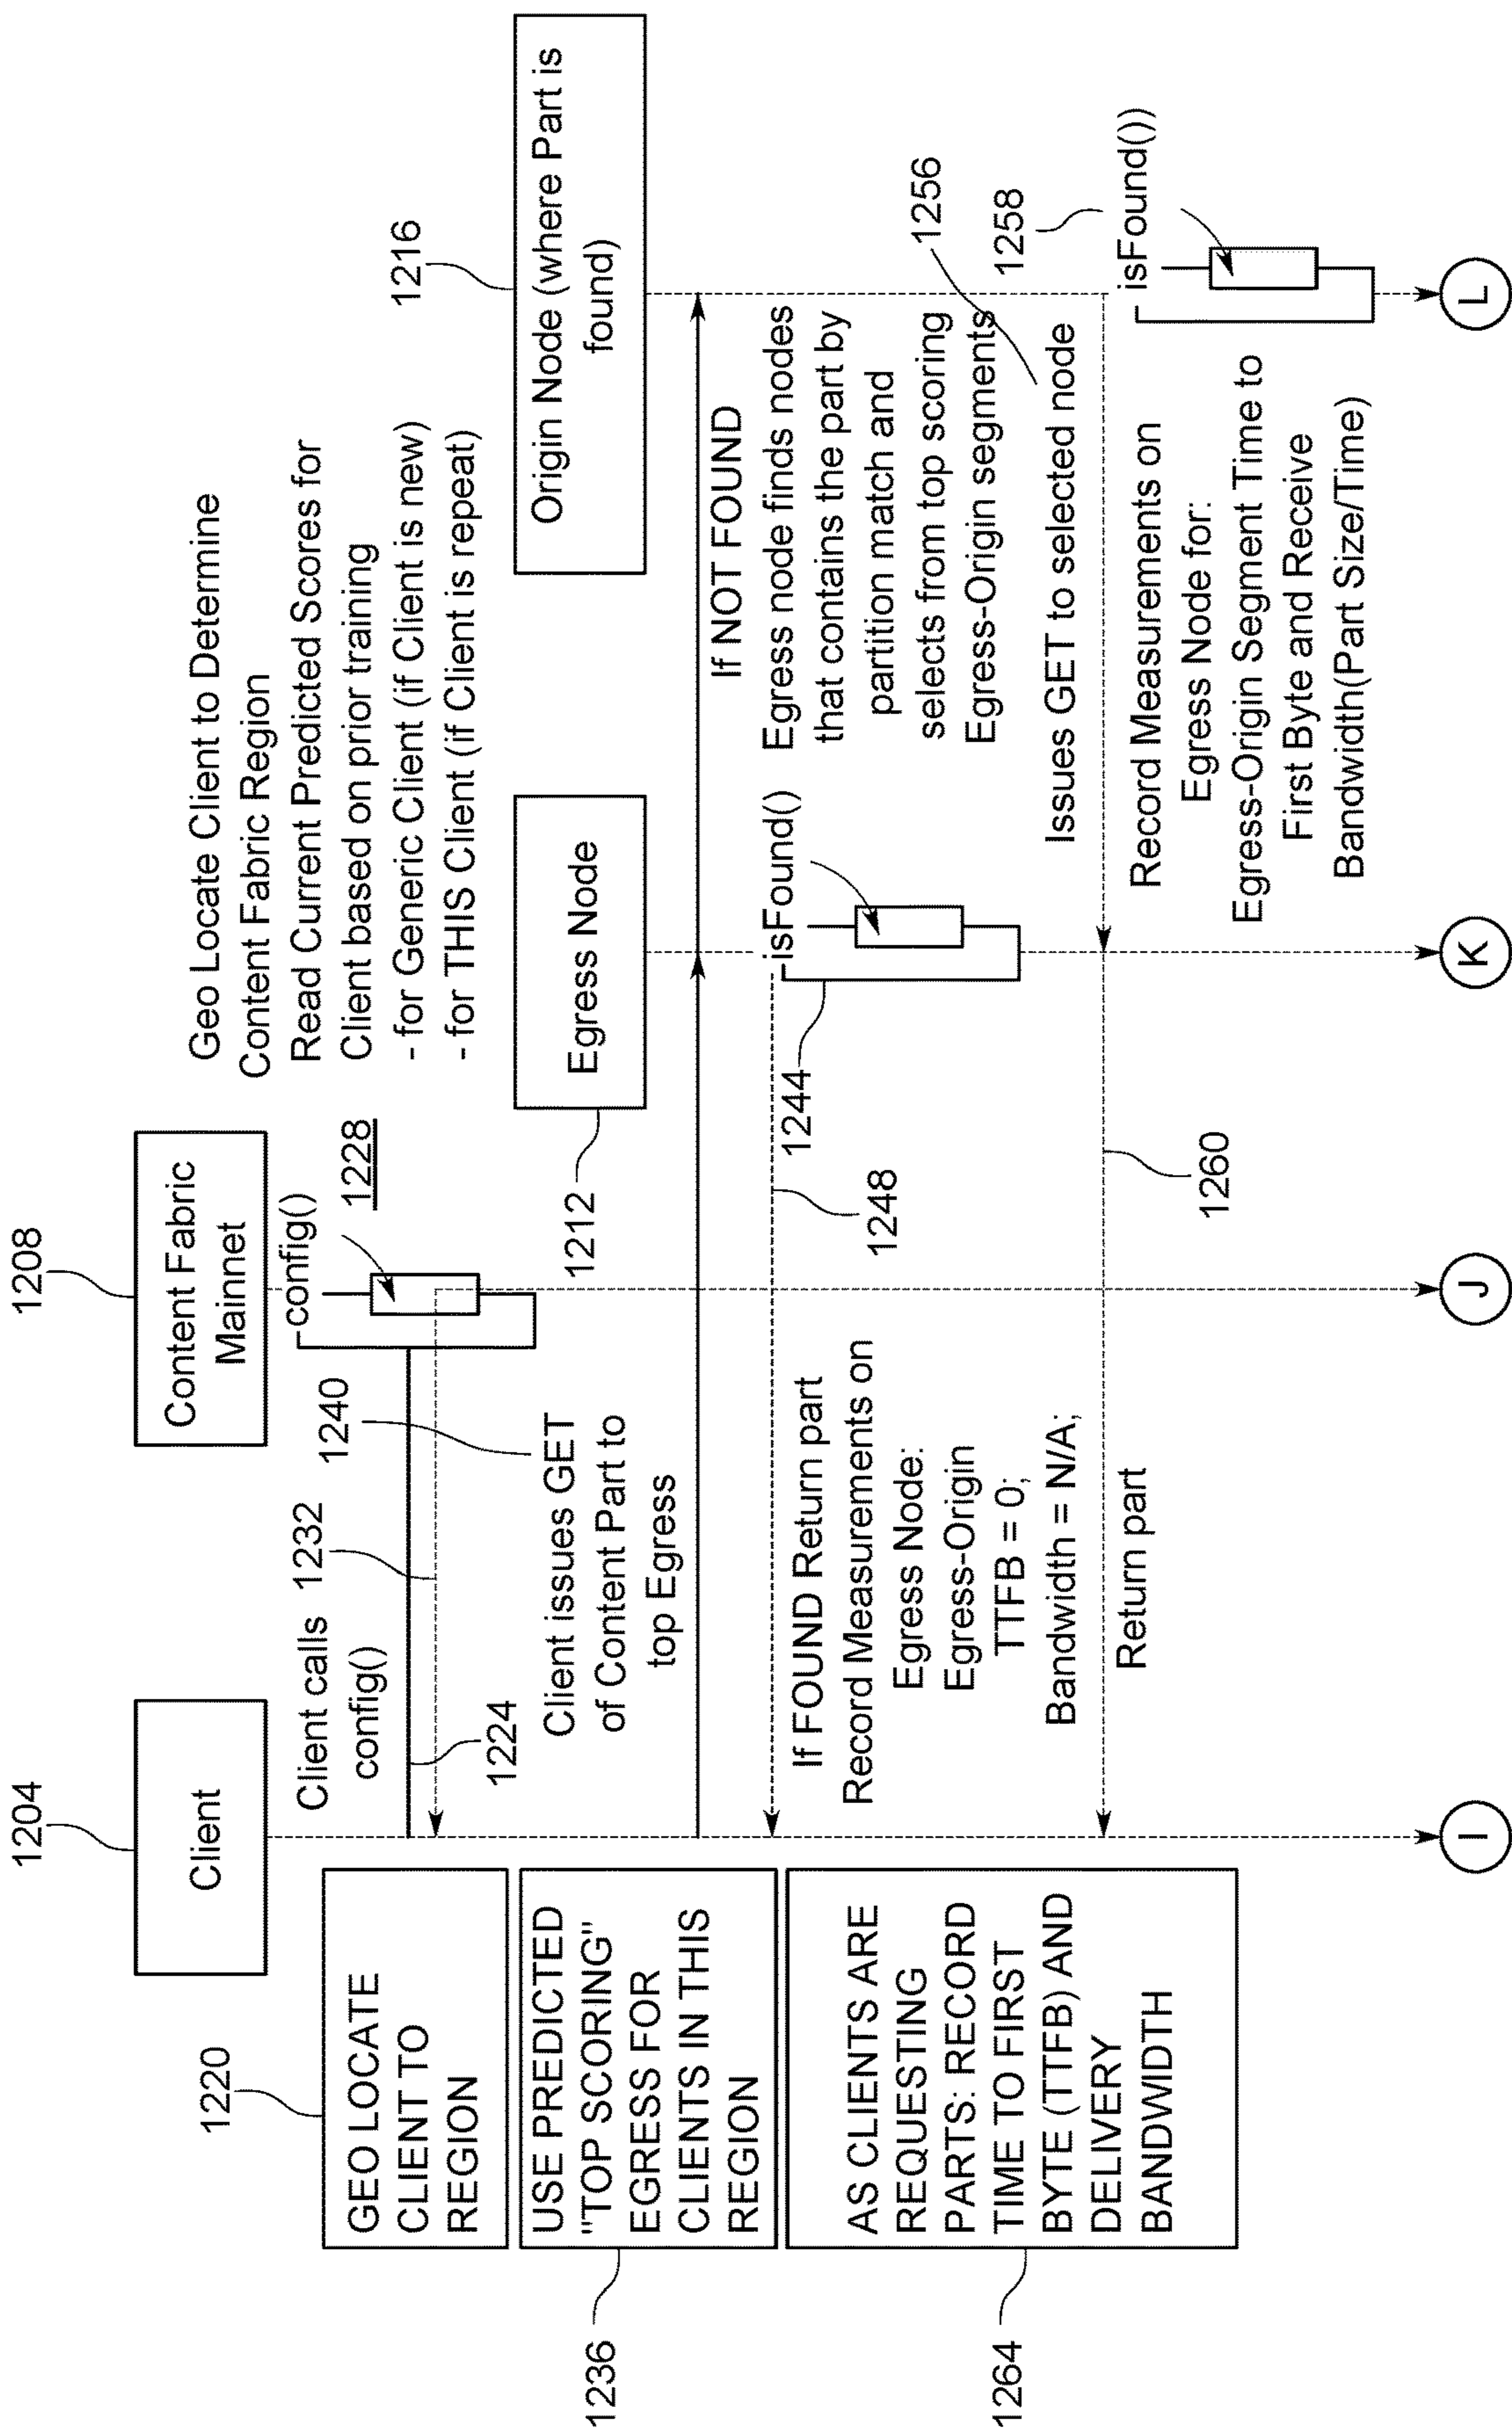 1204
Client
1208
Content Fabric
Mainnet
1212
Egress Node
1216
Origin Node (where Part is
found)
1220
GEO LOCATE
CLIENT TO
REGION
Client calls
config()
1224
1232
config()
1228
Geo Locate Client to Determine
Content Fabric Region
Read Current Predicted Scores for
Client based on prior training
- for Generic Client (if Client is new)
- for THIS Client (if Client is repeat)
1236
USE PREDICTED
"TOP SCORING"
EGRESS FOR
CLIENTS IN THIS
REGION
1240
Client issues GET
of Content Part to
top Egress
If NOT FOUND
Egress node finds nodes
that contains the part by
partition match and
selects from top scoring
Egress-Origin segments
1256
Issues GET to selected node
isFound()
1244
1248
If FOUND Return part
Record Measurements on
Egress Node:
Egress-Origin
TTFB = 0;
Bandwidth = N/A;
1264
AS CLIENTS ARE
REQUESTING
PARTS: RECORD
TIME TO FIRST
BYTE (TTFB) AND
DELIVERY
BANDWIDTH
1258
isFound())
1260
Return part
Record Measurements on
Egress Node for:
Egress-Origin Segment Time to
First Byte and Receive
Bandwidth(Part Size/Time)
I
J
K
L